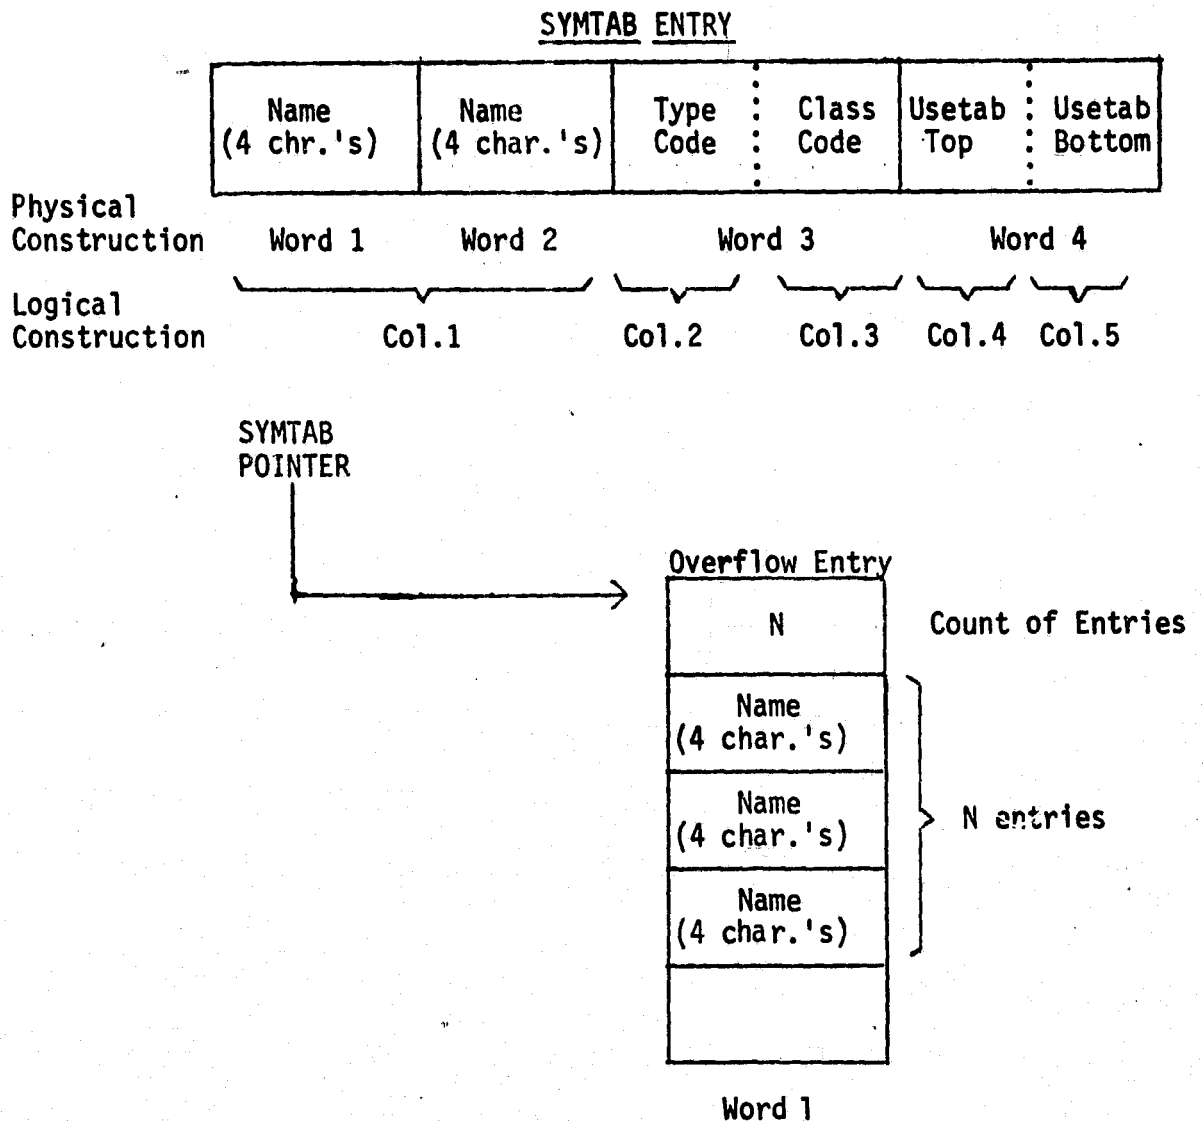 SYMTAB ENTRY
Name Name Type Class Usetab Usetab
(4 chr.'s) (4 char.'s) Code Code Top Bottom
Physical
Construction Word 1 Word 2 Word 3 Word 4
Logical
Construction Col.1 Col.2 Col.3 Col.4 Col.5
SYMTAB
POINTER
Overflow Entry
N Count of Entries
Name
(4 char.'s)
Name
(4 char.'s)
N entries
Name
(4 char.'s)
Word 1